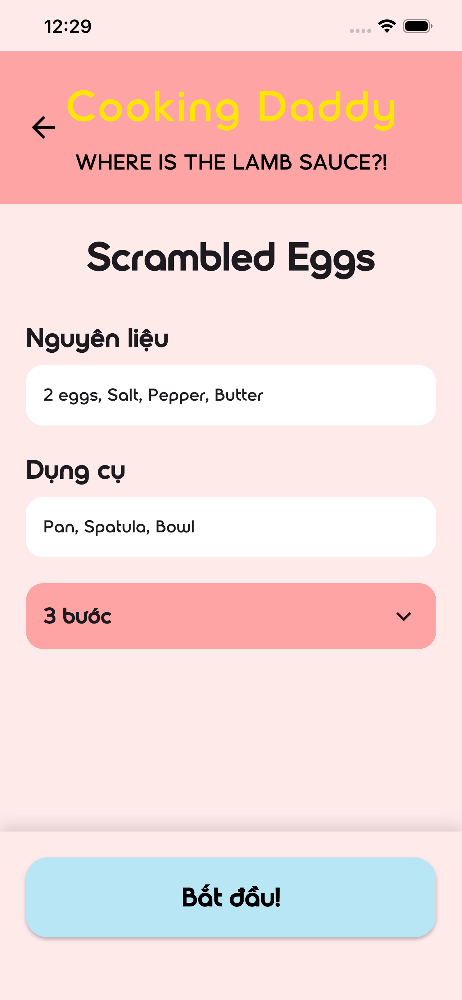 12:29
Cooking Daddy
WHERE IS THE LAMB SAUCE?!
Scrambled Eggs
Nguyên liệu
2 eggs, Salt, Pepper, Butter
Dụng cụ
Pan, Spatula, Bowl
3 bước
Bắt đầu!